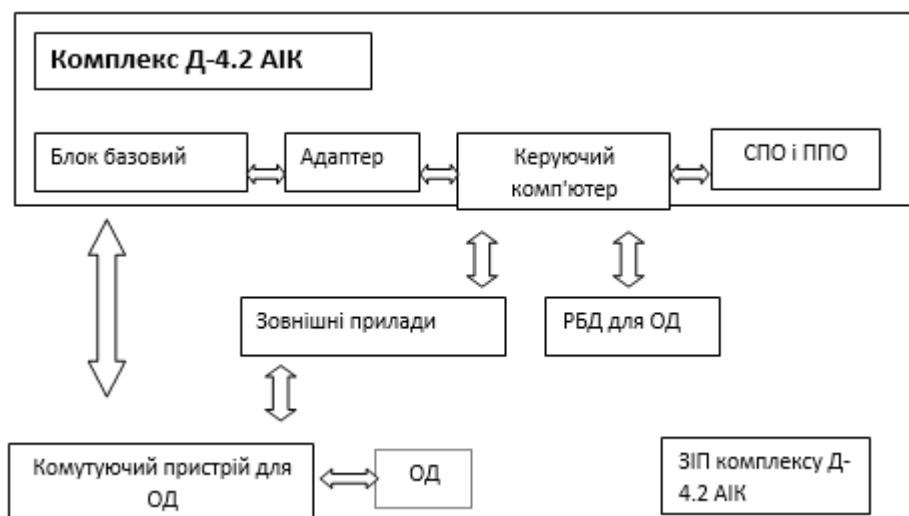 Комплекс Д-4.2 АІК
Блок базовий
Адаптер
Керуючий
комп'ютер
СПО і ППО
Зовнішні прилади
РБД для ОД
Комутуючий пристрій для
ОД
ОД
ЗІП комплексу Д-
4.2 АІК